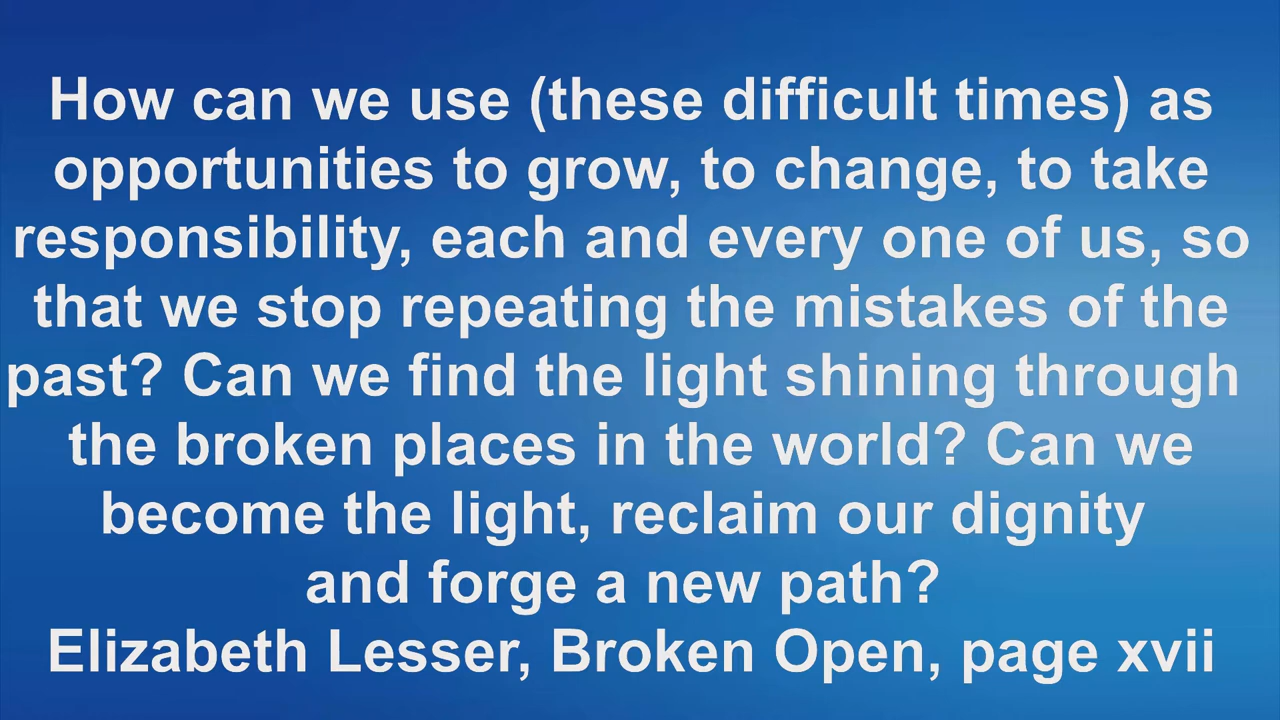 How can we use (these difficult times) as
opportunities to grow, to change, to take
responsibility, each and every one of us, so
that we stop repeating the mistakes of the
past? Can we find the light shining through
the broken places in the world? Can we
become the light, reclaim our dignity
and forge a new path?
Elizabeth Lesser, Broken Open, page xvii